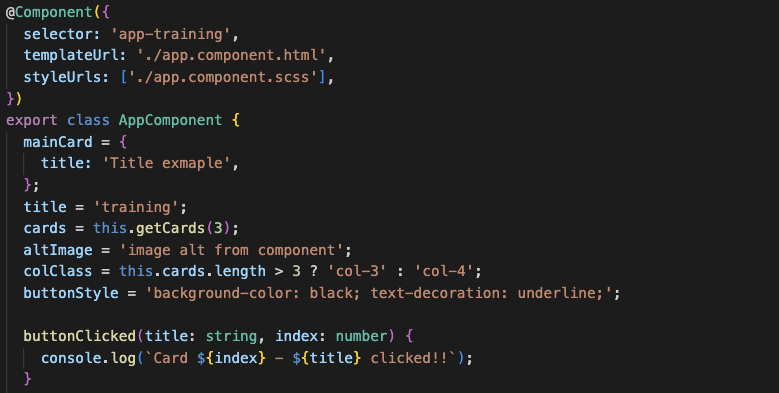 @Component({
  selector: 'app-training',
  templateUrl: './app.component.html',
  styleUrls: ['./app.component.scss'],
})
export class AppComponent {
  mainCard = {
    title: 'Title exmaple',
  };
  title = 'training';
  cards = this.getCards(3);
  altImage = 'image alt from component';
  colClass = this.cards.length > 3 ? 'col-3' : 'col-4';
  buttonStyle = 'background-color: black; text-decoration: underline;';

  buttonClicked(title: string, index: number) {
    console.log(`Card ${index} - ${title} clicked!!`);
  }